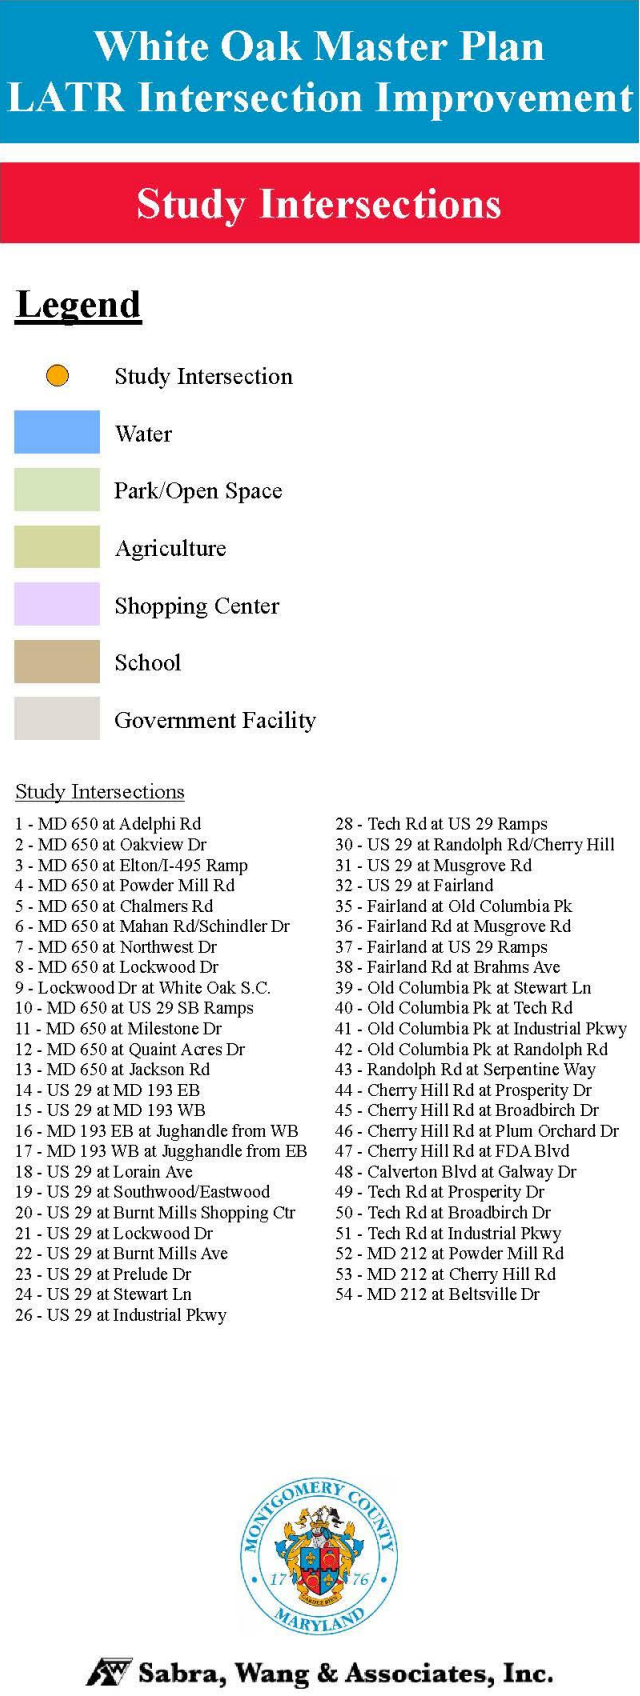 White Oak Master Plan
LATR Intersection Improvement
Study Intersections
Legend
Study Intersection
Water
Park/Open Space
Agriculture
Shopping Center
School
Government Facility
Study Intersections
1 - MD 650 at Adelphi Rd
2 - MD 650 at Oakview Dr
3 - MD 650 at Elton/I-495 Ramp
4 - MD 650 at Powder Mill Rd
5 - MD 650 at Chalmers Rd
6 - MD 650 at Mahan Rd/Schindler Dr
7 - MD 650 at Northwest Dr
8 - MD 650 at Lockwood Dr
9 - Lockwood Dr at White Oak S.C.
10 - MD 650 at US 29 SB Ramps
11 - MD 650 at Milestone Dr
12 - MD 650 at Quaint Acres Dr
13 - MD 650 at Jackson Rd
14 - US 29 at MD 193 EB
15 - US 29 at MD 193 WB
16 - MD 193 EB at Jughandle from WB
17 - MD 193 WB at Jugghandle from EB
18 - US 29 at Lorain Ave
19 - US 29 at Southwood/Eastwood
20 - US 29 at Burnt Mills Shopping Ctr
21 - US 29 at Lockwood Dr
22 - US 29 at Burnt Mills Ave
23 - US 29 at Prelude Dr
24 - US 29 at Stewart Ln
26 - US 29 at Industrial Pkwy
28 - Tech Rd at US 29 Ramps
30 - US 29 at Randolph Rd/Cherry Hill
31 - US 29 at Musgrove Rd
32 - US 29 at Fairland
35 - Fairland at Old Columbia Pk
36 - Fairland Rd at Musgrove Rd
37 - Fairland at US 29 Ramps
38 - Fairland Rd at Brahms Ave
39 - Old Columbia Pk at Stewart Ln
40 - Old Columbia Pk at Tech Rd
41 - Old Columbia Pk at Industrial Pkwy
42 - Old Columbia Pk at Randolph Rd
43 - Randolph Rd at Serpentine Way
44 - Cherry Hill Rd at Prosperity Dr
45 - Cherry Hill Rd at Broadbirch Dr
46 - Cherry Hill Rd at Plum Orchard Dr
47 - Cherry Hill Rd at FDA Blvd
48 - Calverton Blvd at Galway Dr
49 - Tech Rd at Prosperity Dr
50 - Tech Rd at Broadbirch Dr
51 - Tech Rd at Industrial Pkwy
52 - MD 212 at Powder Mill Rd
53 - MD 212 at Cherry Hill Rd
54 - MD 212 at Beltsville Dr
MONTGOMERY COUNTY
17 76
MARYLAND
Sabra, Wang & Associates, Inc.